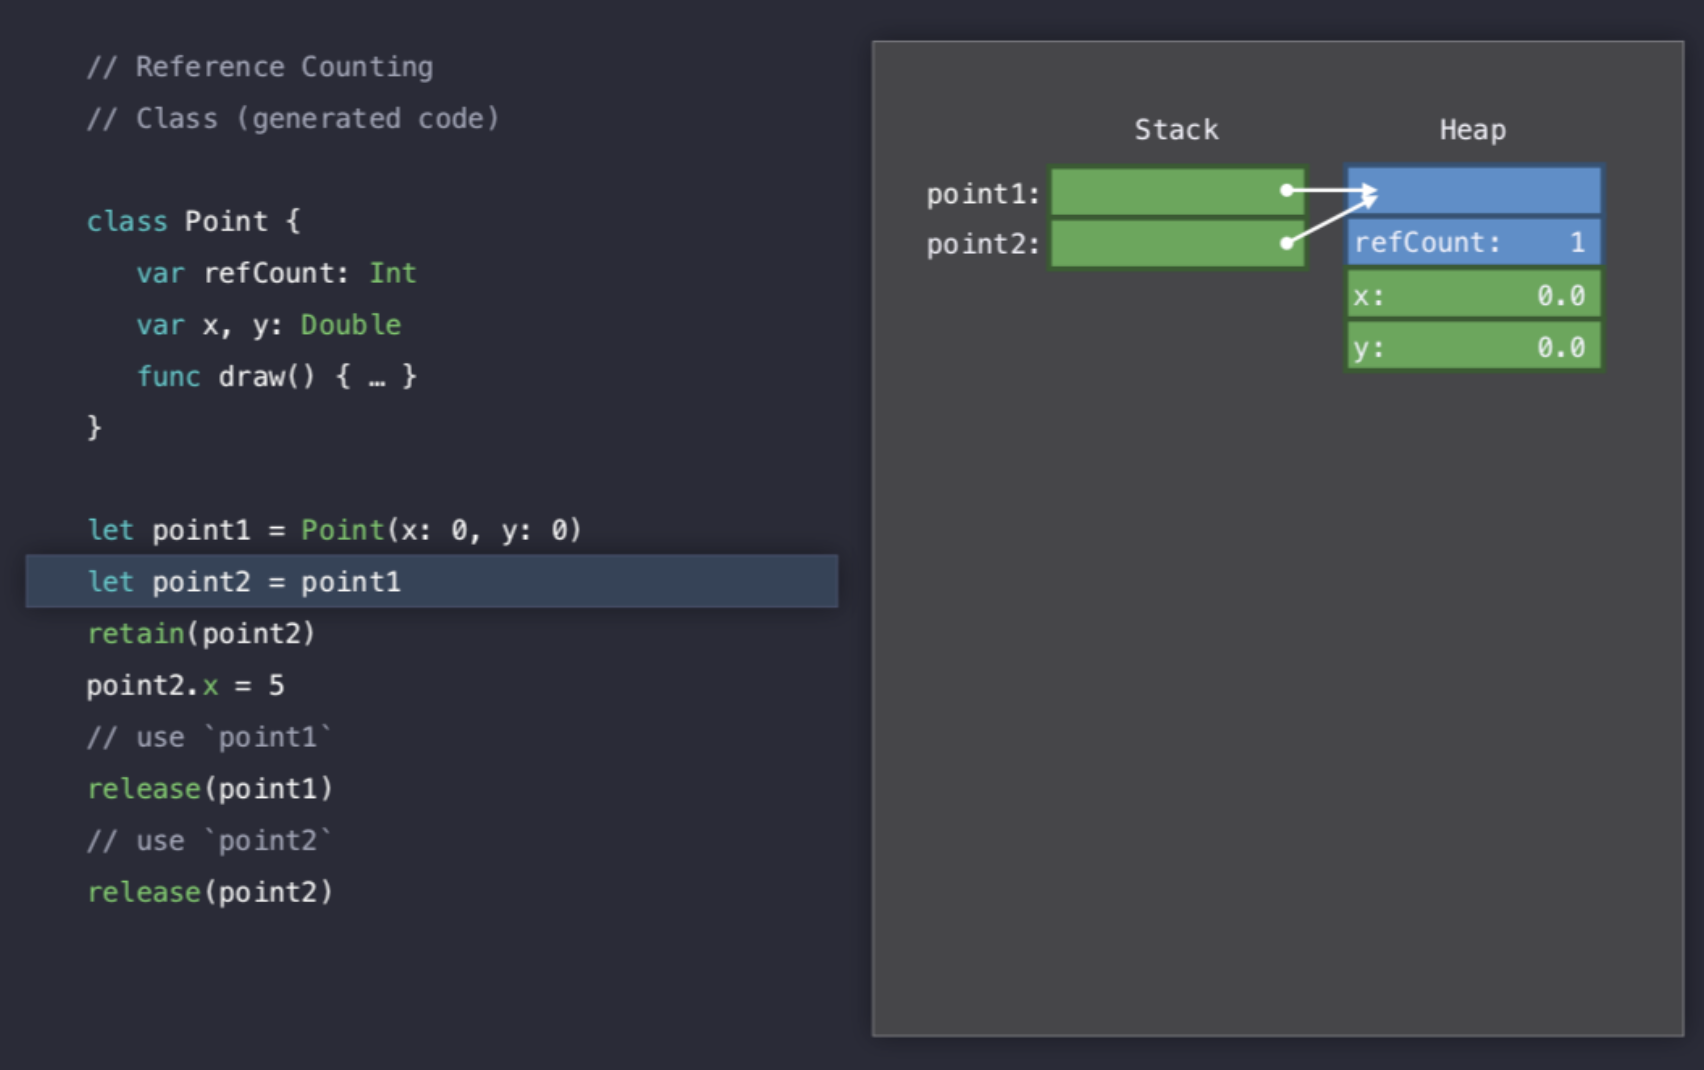 // Reference Counting
// Class (generated code)
class Point {
var refCount: Int
var x, y: Double
func draw() { … }
}
let point1 = Point(x: 0, y: 0)
let point2 = point1
retain(point2)
point2.x = 5
// use `point1`
release(point1)
// use `point2`
release(point2)
Stack Heap
point1:
point2:
refCount: 1
x: 0.0
y: 0.0